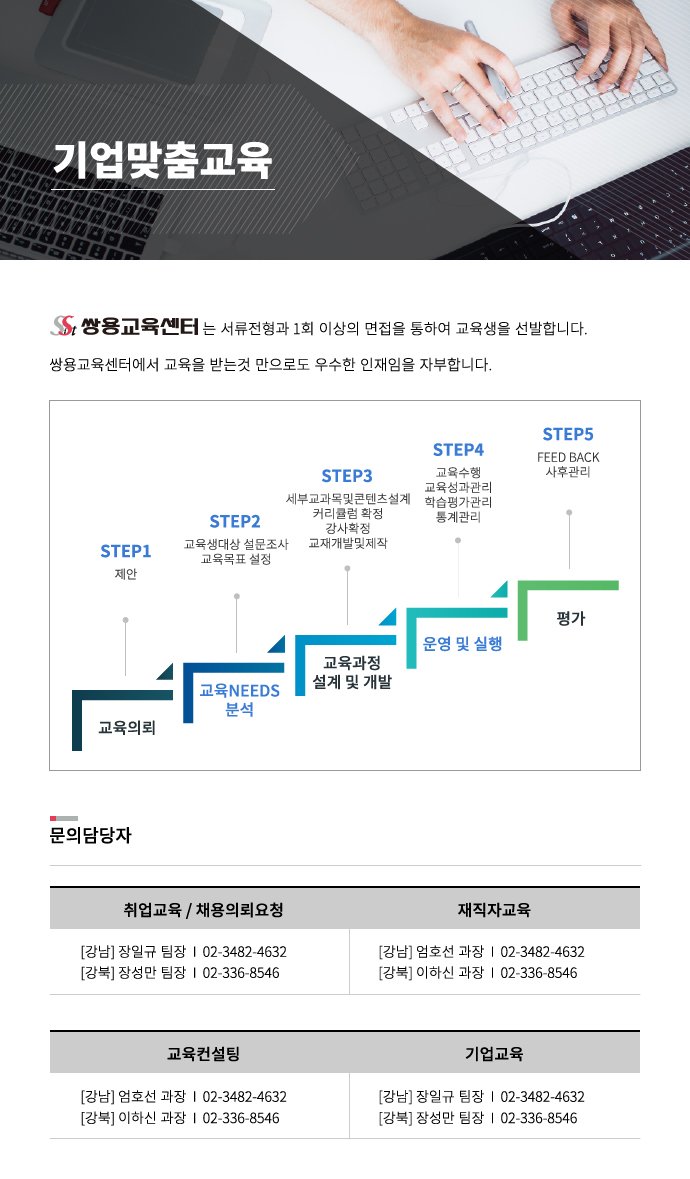 기업맞춤교육
SSist 쌍용교육센터 는 서류전형과 1회 이상의 면접을 통하여 교육생을 선발합니다.
쌍용교육센터에서 교육을 받는것 만으로도 우수한 인재임을 자부합니다.
STEP1
제안
교육의뢰
STEP2
교육생대상 설문조사
교육목표 설정
교육NEEDS
분석
STEP3
세부교과목및콘텐츠설계
커리큘럼 확정
강사확정
교재개발및제작
교육과정
설계 및 개발
STEP4
교육수행
교육성과관리
학습평가관리
통계관리
운영 및 실행
STEP5
FEED BACK
사후관리
평가
문의담당자
취업교육 / 채용의뢰요청
[강남] 장일규 팀장 I 02-3482-4632
[강북] 장성만 팀장 I 02-336-8546
재직자교육
[강남] 엄호선 과장 I 02-3482-4632
[강북] 이하신 과장 I 02-336-8546
교육컨설팅
[강남] 엄호선 과장 I 02-3482-4632
[강북] 이하신 과장 I 02-336-8546
기업교육
[강남] 장일규 팀장 I 02-3482-4632
[강북] 장성만 팀장 I 02-336-8546